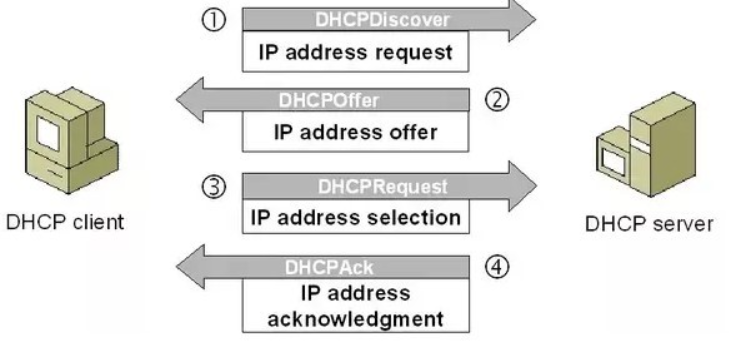 ① DHCPDiscover
IP address request
DHCPOffer ②
IP address offer
③ DHCPRequest
IP address selection
DHCPAck ④
IP address
acknowledgment
DHCP client
DHCP server